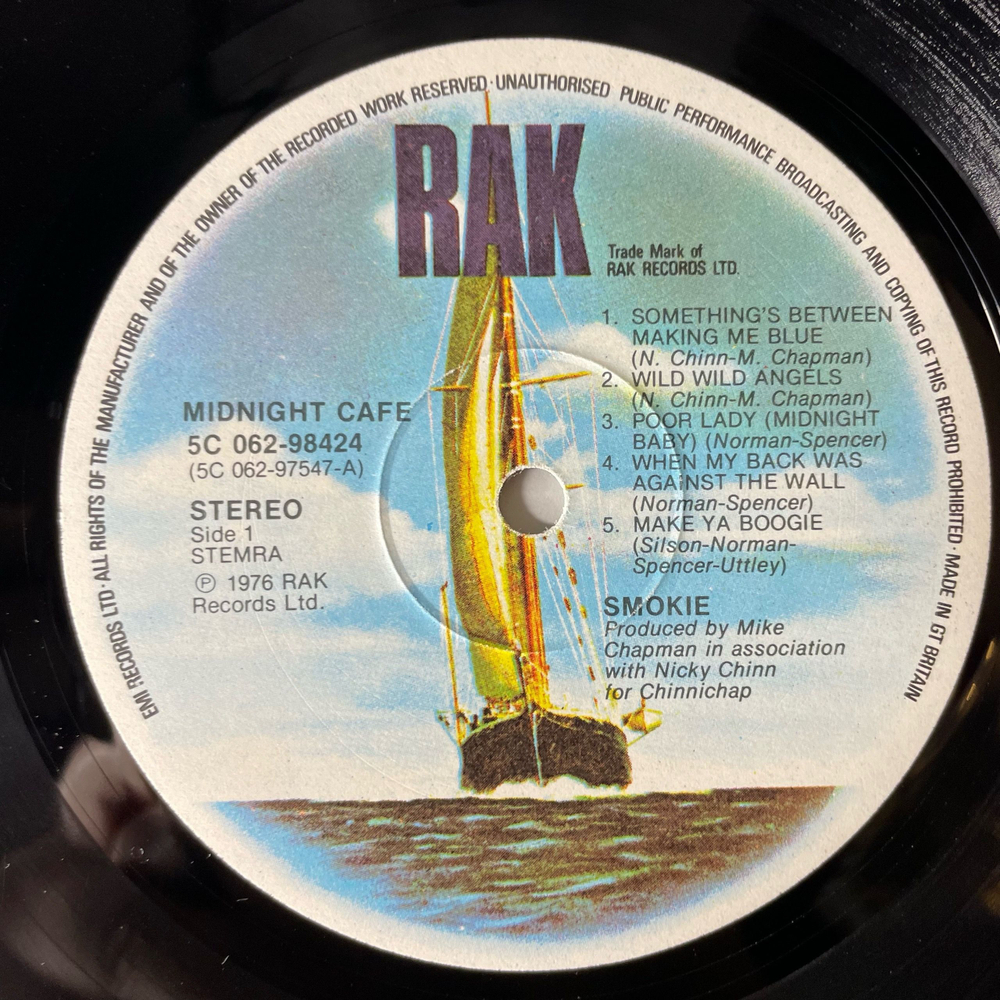 EMI RECORDS LTD· ALL RIGHTS OF THE MANUFACTURER AND OF THE OWNER OF THE RECORDED WORK RESERVED · UNAUTHORISED PUBLIC PERFORMANCE BROADCASTING AND COPYING OF THIS RECORD PROHIBITED · MADE IN GT BRITAIN
RAK
Trade Mark of
RAK RECORDS LTD.
1. SOMETHING'S BETWEEN
MAKING ME BLUE
(N. Chinn-M. Chapman)
2. WILD WILD ANGELS
(N. Chinn-M. Chapman)
3. POOR LADY (MIDNIGHT
BABY) (Norman-Spencer)
4. WHEN MY BACK WAS
AGAINST THE WALL
(Norman-Spencer)
5. MAKE YA BOOGIE
(Silson-Norman-
Spencer-Uttley)
MIDNIGHT CAFE
5C 062-98424
(5C 062-97547-A)
STEREO
Side 1
STEMRA
℗ 1976 RAK
Records Ltd.
SMOKIE
Produced by Mike
Chapman in association
with Nicky Chinn
for Chinnichap